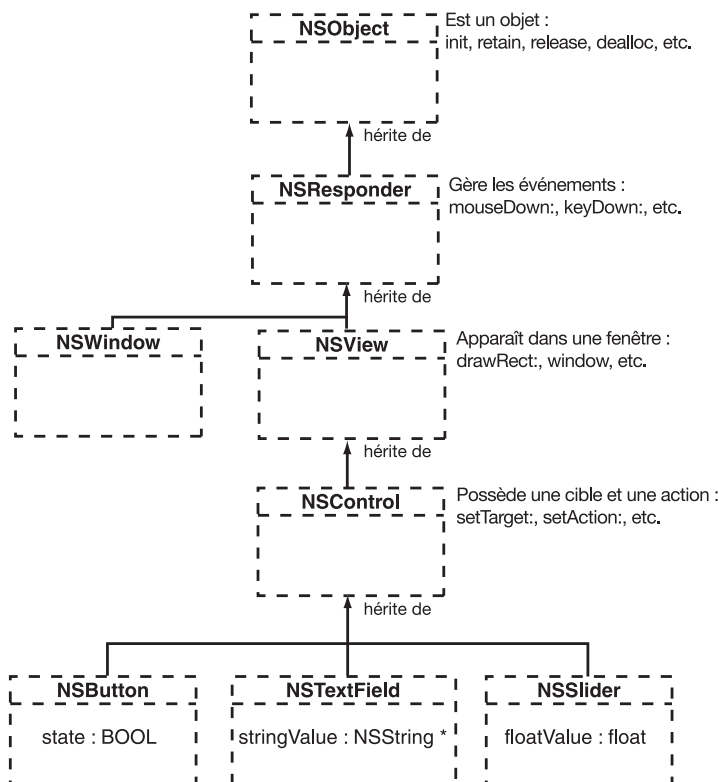 NSObject
Est un objet :
init, retain, release, dealloc, etc.
hérite de
NSResponder
Gère les événements :
mouseDown:, keyDown:, etc.
hérite de
NSWindow
NSView
Apparaît dans une fenêtre :
drawRect:, window, etc.
hérite de
NSControl
Possède une cible et une action :
setTarget:, setAction:, etc.
hérite de
NSButton
NSTextField
NSSlider
state : BOOL
stringValue : NSString *
floatValue : float